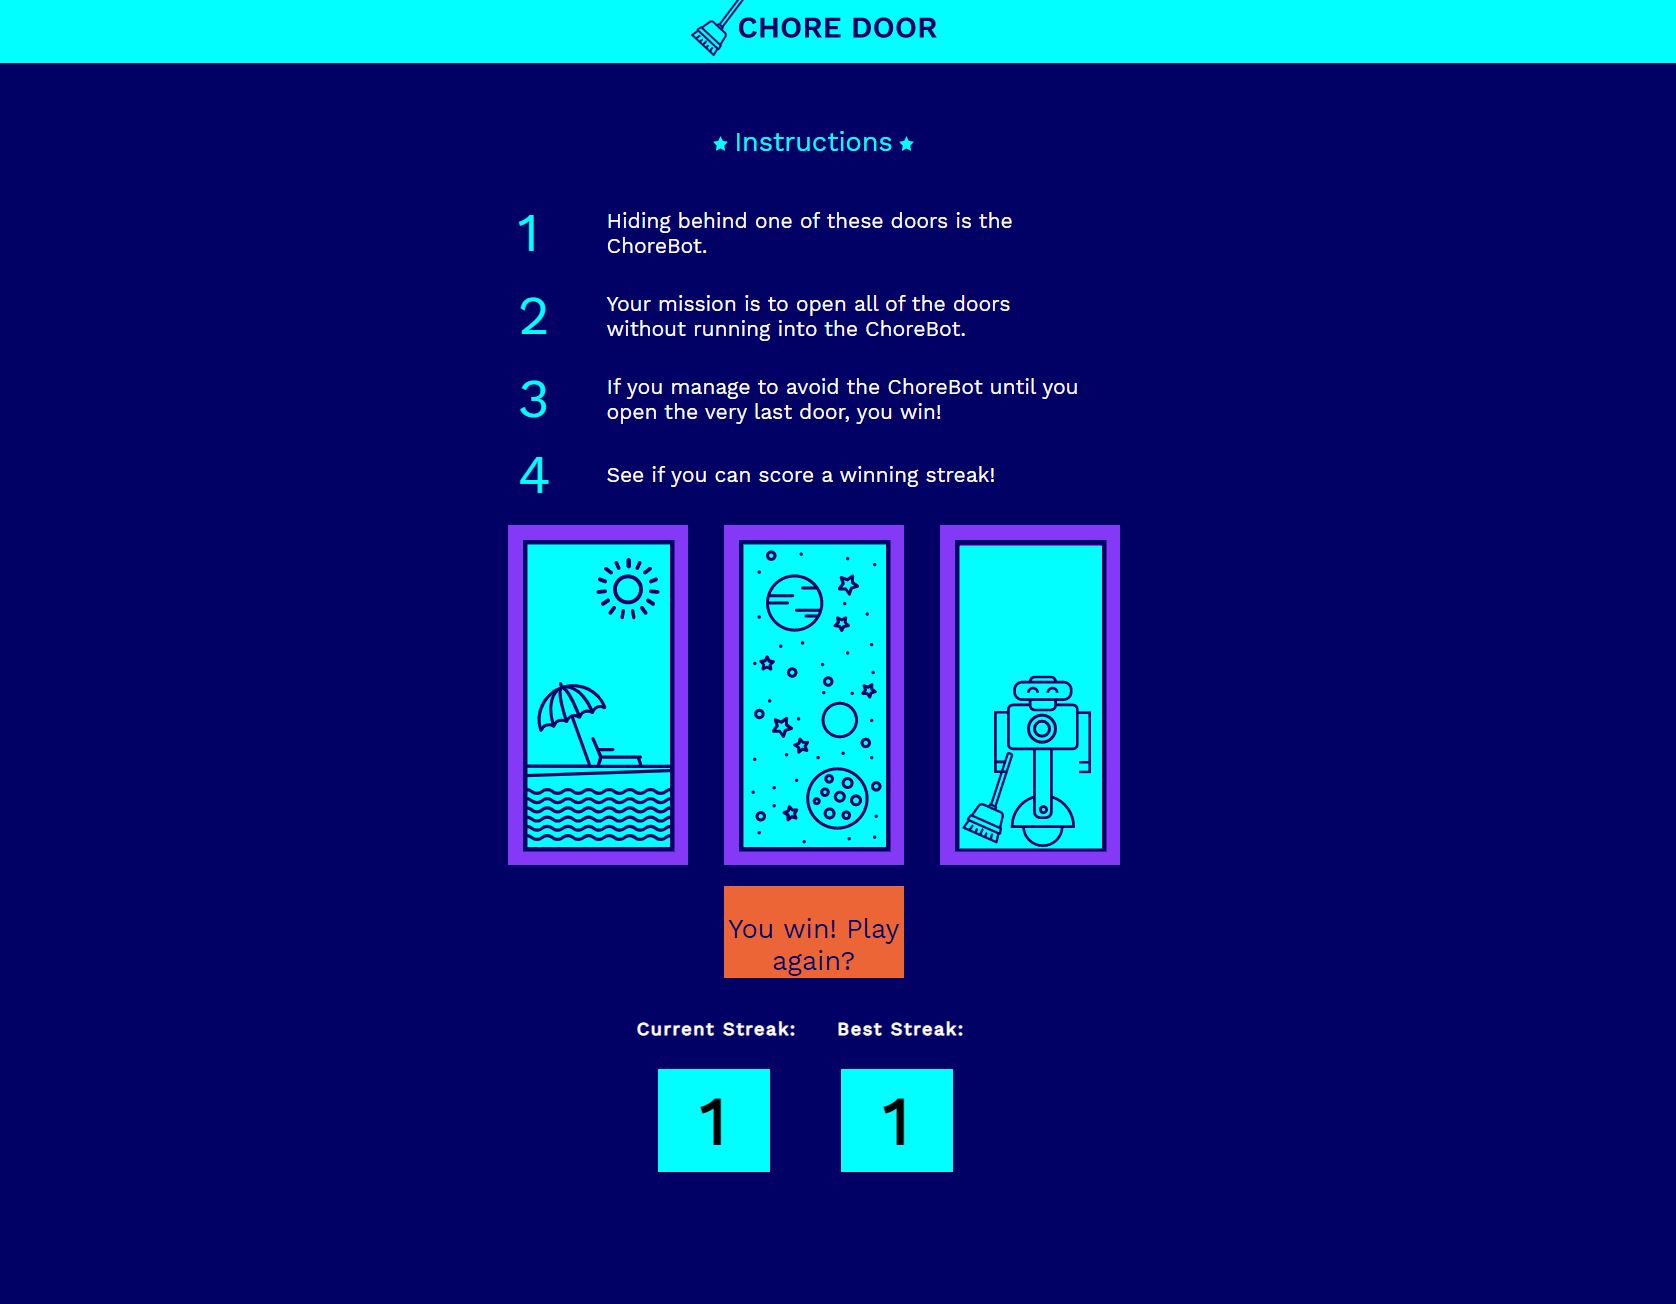 CHORE DOOR
Instructions
1
Hiding behind one of these doors is the
ChoreBot.
2
Your mission is to open all of the doors
without running into the ChoreBot.
3
If you manage to avoid the ChoreBot until you
open the very last door, you win!
4
See if you can score a winning streak!
You win! Play
again?
Current Streak: Best Streak:
1 1